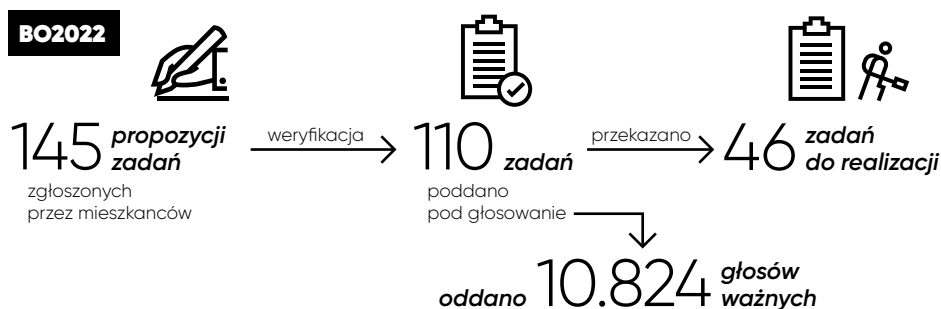 BO2022
145 propozycji
zadań
zgłoszonych
przez mieszkanców
weryfikacja
110 zadań
poddano
pod głosowanie
przekazano
46 zadań
do realizacji
oddano 10.824 głosów
ważnych